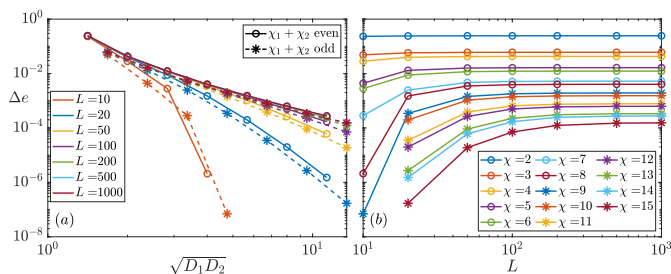 10^0
10^-2
10^-4
10^-6
10^-8
Δe
χ1 + χ2 even
χ1 + χ2 odd
L =10
L =20
L =50
L =100
L =200
L =500
L =1000
(a)
10^0
10^1
√D1D2
(b)
χ =2
χ =3
χ =4
χ =5
χ =6
χ =7
χ =8
χ =9
χ =10
χ =11
χ =12
χ =13
χ =14
χ =15
10^1
10^2
10^3
L